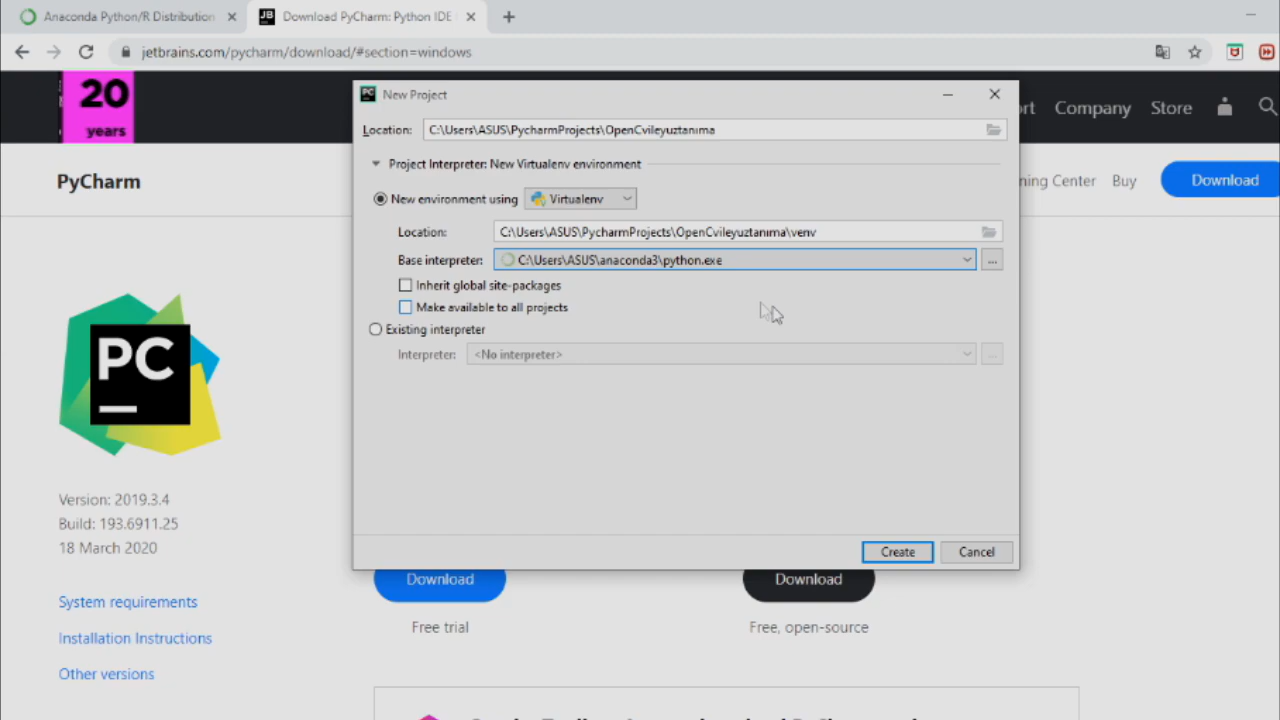 Anaconda Python/R Distribution
Download PyCharm: Python IDE
jetbrains.com/pycharm/download/#section=windows
20
years
Company
Store
PyCharm
Buy
Download
PC New Project
Location: C:\Users\ASUS\PycharmProjects\OpenCvileyuztanıma
Project Interpreter: New Virtualenv environment
New environment using Virtualenv
Location: C:\Users\ASUS\PycharmProjects\OpenCvileyuztanıma\venv
Base interpreter: C:\Users\ASUS\anaconda3\python.exe ...
Inherit global site-packages
Make available to all projects
Existing interpreter
Interpreter: <No interpreter> ...
Create
Cancel
PC
Version: 2019.3.4
Build: 193.6911.25
18 March 2020
System requirements
Installation Instructions
Other versions
Download
Free trial
Download
Free, open-source